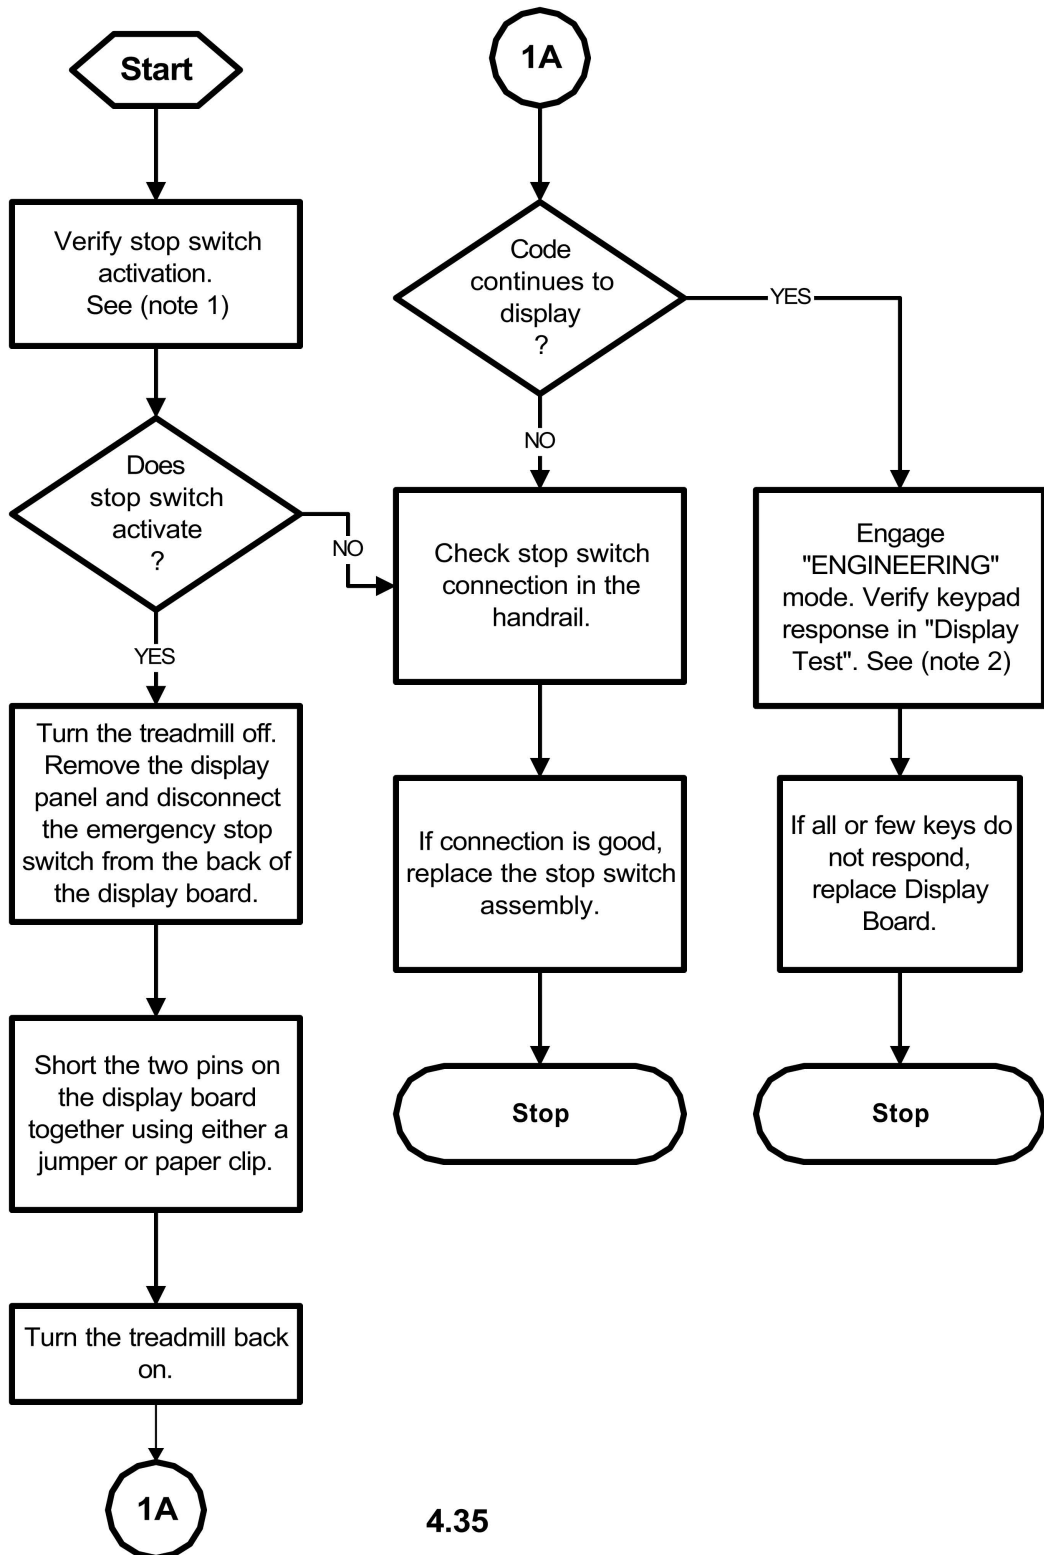 Start
Verify stop switch
activation.
See (note 1)
Does
stop switch
activate
?
NO
YES
Turn the treadmill off.
Remove the display
panel and disconnect
the emergency stop
switch from the back of
the display board.
Short the two pins on
the display board
together using either a
jumper or paper clip.
Turn the treadmill back
on.
1A
1A
Code
continues to
display
?
YES
NO
Check stop switch
connection in the
handrail.
If connection is good,
replace the stop switch
assembly.
Stop
Engage
"ENGINEERING"
mode. Verify keypad
response in "Display
Test". See (note 2)
If all or few keys do
not respond,
replace Display
Board.
Stop
4.35